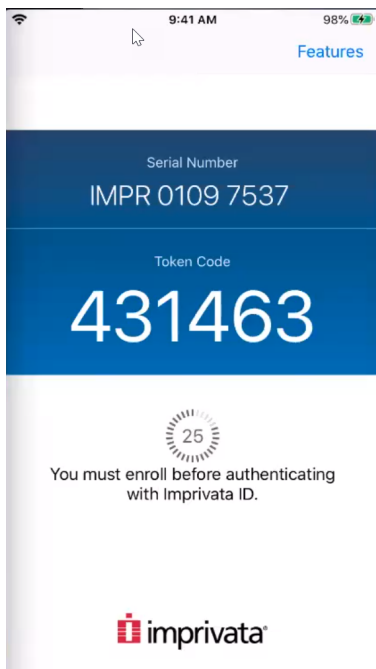 9:41 AM
98%
Features
Serial Number
IMPR 0109 7537
Token Code
431463
25
You must enroll before authenticating
with Imprivata ID.
imprivata®